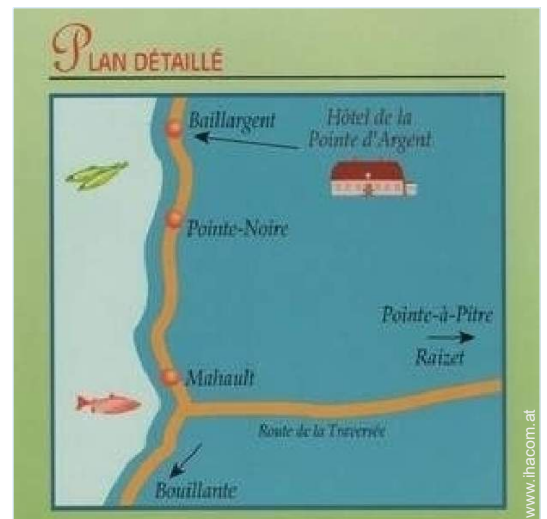 PLAN DÉTAILLÉ
Baillargent
Hôtel de la
Pointe d'Argent
Pointe-Noire
Pointe-à-Pitre
Raizet
Mahault
Route de la Traversée
Bouillante
www.ihacom.at